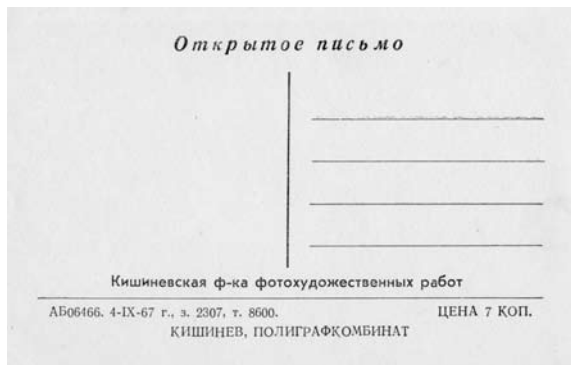 Открытое письмо
Кишиневская ф-ка фотохудожественных работ
АБ06466. 4-IX-67 г., з. 2307, т. 8600.
ЦЕНА 7 КОП.
КИШИНЕВ, ПОЛИГРАФКОМБИНАТ